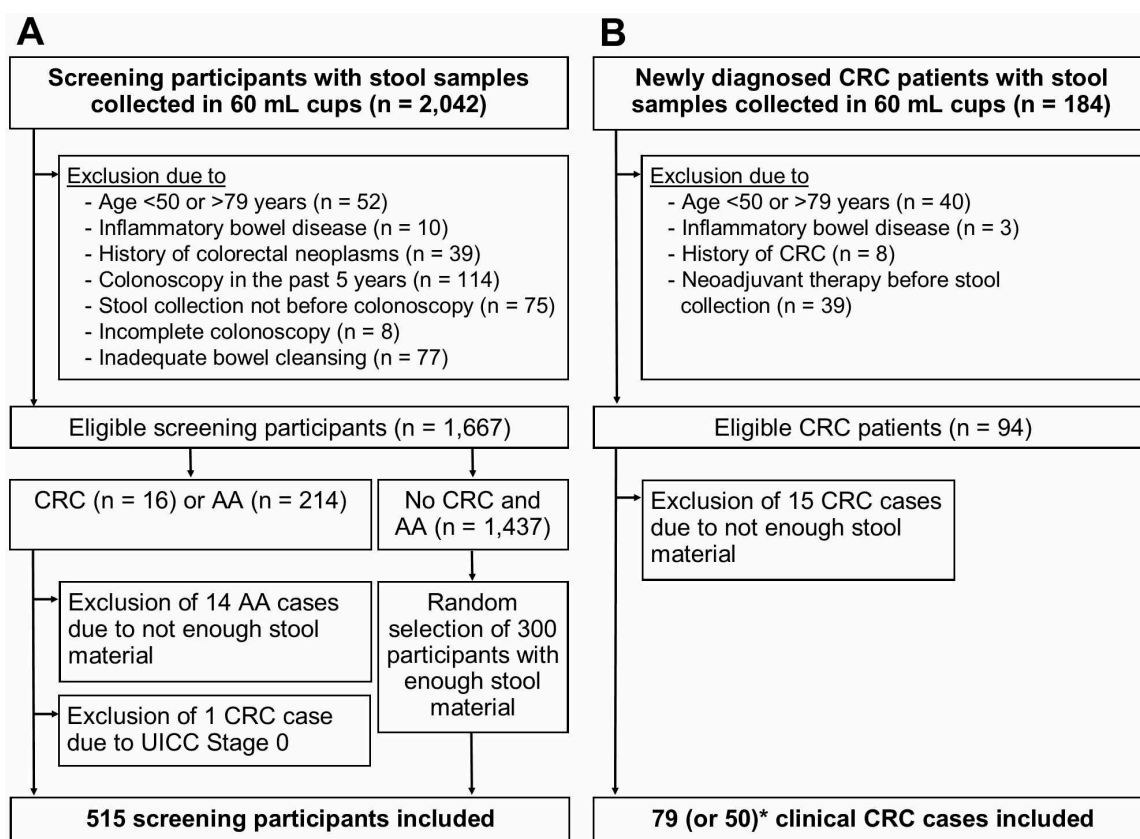 A
Screening participants with stool samples
collected in 60 mL cups (n = 2,042)
Exclusion due to
- Age <50 or >79 years (n = 52)
- Inflammatory bowel disease (n = 10)
- History of colorectal neoplasms (n = 39)
- Colonoscopy in the past 5 years (n = 114)
- Stool collection not before colonoscopy (n = 75)
- Incomplete colonoscopy (n = 8)
- Inadequate bowel cleansing (n = 77)
Eligible screening participants (n = 1,667)
CRC (n = 16) or AA (n = 214)
No CRC and
AA (n = 1,437)
Exclusion of 14 AA cases
due to not enough stool
material
Exclusion of 1 CRC case
due to UICC Stage 0
Random
selection of 300
participants with
enough stool
material
515 screening participants included
B
Newly diagnosed CRC patients with stool
samples collected in 60 mL cups (n = 184)
Exclusion due to
- Age <50 or >79 years (n = 40)
- Inflammatory bowel disease (n = 3)
- History of CRC (n = 8)
- Neoadjuvant therapy before stool
collection (n = 39)
Eligible CRC patients (n = 94)
Exclusion of 15 CRC cases
due to not enough stool
material
79 (or 50)* clinical CRC cases included